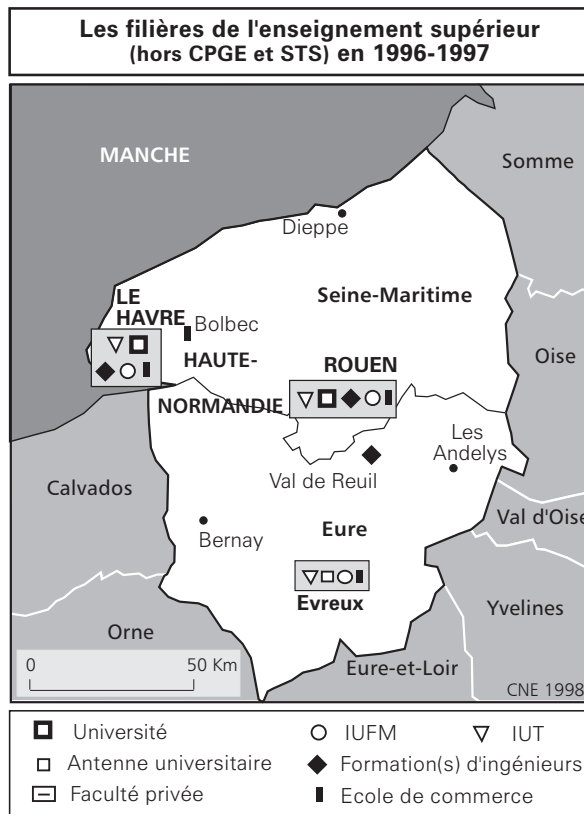 Les filières de l'enseignement supérieur
(hors CPGE et STS) en 1996-1997
MANCHE
Somme
Dieppe
Seine-Maritime
LE
HAVRE
Bolbec
HAUTE-
ROUEN
Oise
NORMANDIE
Les
Andelys
Calvados
Val de Reuil
Val d'Oise
Bernay
Eure
Evreux
Yvelines
Orne
0
50 Km
Eure-et-Loir
CNE 1998
Université
IUFM
IUT
Antenne universitaire
Formation(s) d'ingénieurs
Faculté privée
Ecole de commerce